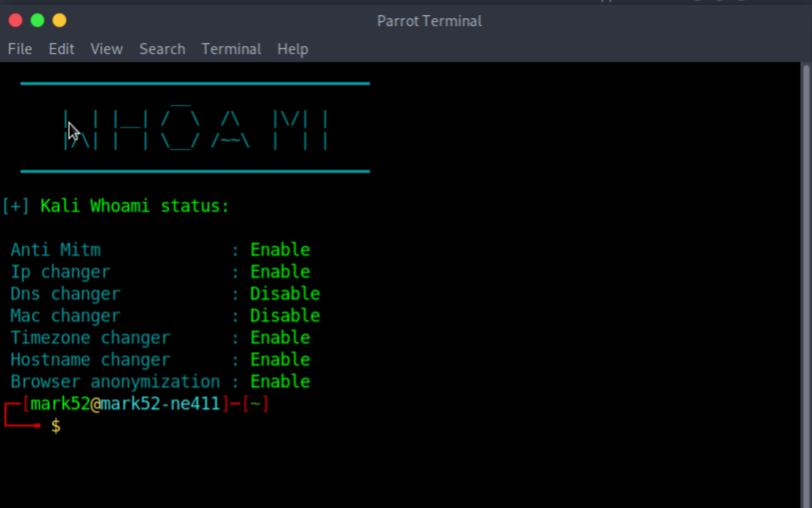 Parrot Terminal
File Edit View Search Terminal Help
WHOAMI
[+] Kali Whoami status:
Anti Mitm : Enable
Ip changer : Enable
Dns changer : Disable
Mac changer : Disable
Timezone changer : Enable
Hostname changer : Enable
Browser anonymization : Enable
┌─[mark52@mark52-ne411]─[~]
└──╼ $